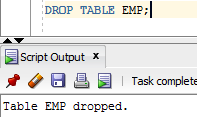 DROP TABLE EMP;
Script Output x
Task complete
Table EMP dropped.